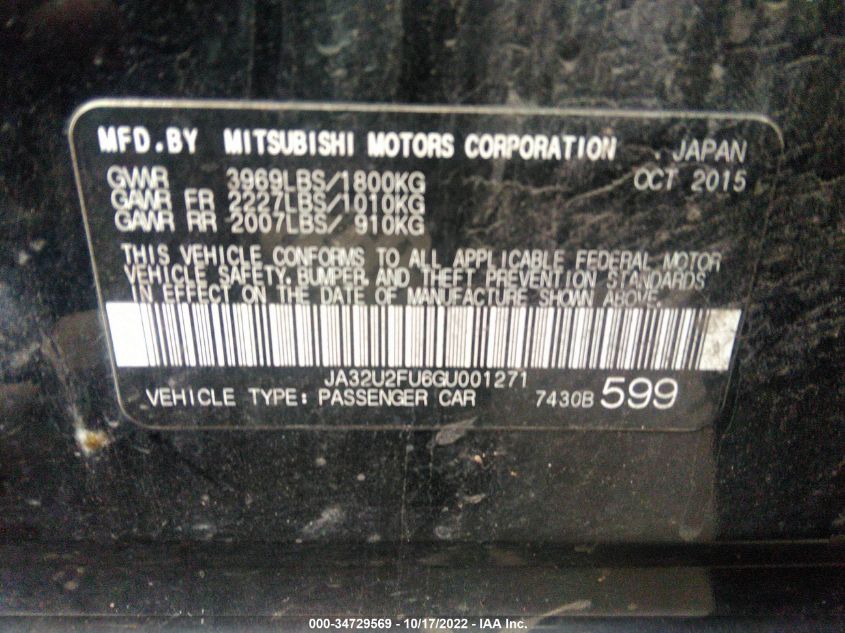 MFD.BY MITSUBISHI MOTORS CORPORATION JAPAN
GVWR 3969LBS/1800KG OCT 2015
GAWR FR 2227LBS/1010KG
GAWR RR 2007LBS/ 910KG
THIS VEHICLE CONFORMS TO ALL APPLICABLE FEDERAL MOTOR
VEHICLE SAFETY,BUMPER,AND THEFT PREVENTION STANDARDS
IN EFFECT ON THE DATE OF MANUFACTURE SHOWN ABOVE.
JA32U2FU6GU001271
VEHICLE TYPE: PASSENGER CAR 7430B 599
000-34729569 - 10/17/2022 - IAA Inc.